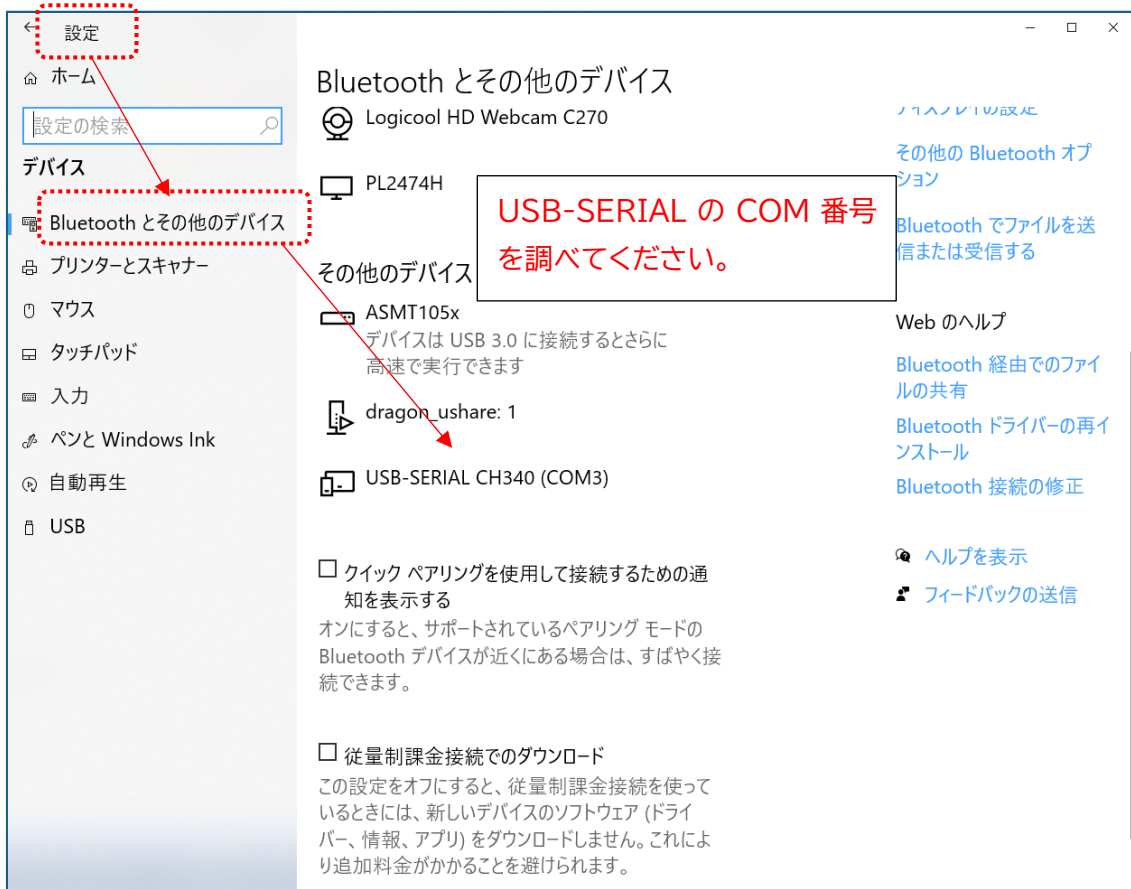 設定
ホーム
設定の検索
デバイス
Bluetooth とその他のデバイス
プリンターとスキャナー
マウス
タッチパッド
入力
ペンと Windows Ink
自動再生
USB
Bluetooth とその他のデバイス
Logicool HD Webcam C270
PL2474H
USB-SERIAL の COM 番号
を調べてください。
その他のデバイス
ASMT105x
デバイスは USB 3.0 に接続するとさらに
高速で実行できます
dragon_ushare: 1
USB-SERIAL CH340 (COM3)
クイック ペアリングを使用して接続するための通
知を表示する
オンにすると、サポートされているペアリング モードの
Bluetooth デバイスが近くにある場合は、すばやく接
続できます。
従量制課金接続でのダウンロード
この設定をオフにすると、従量制課金接続を使って
いるときには、新しいデバイスのソフトウェア (ドライ
バー、情報、アプリ) をダウンロードしません。これによ
り追加料金がかかることを避けられます。
ディスプレイの設定
その他の Bluetooth オプ
ション
Bluetooth でファイルを送
信または受信する
Web のヘルプ
Bluetooth 経由でのファイ
ルの共有
Bluetooth ドライバーの再イ
ンストール
Bluetooth 接続の修正
ヘルプを表示
フィードバックの送信